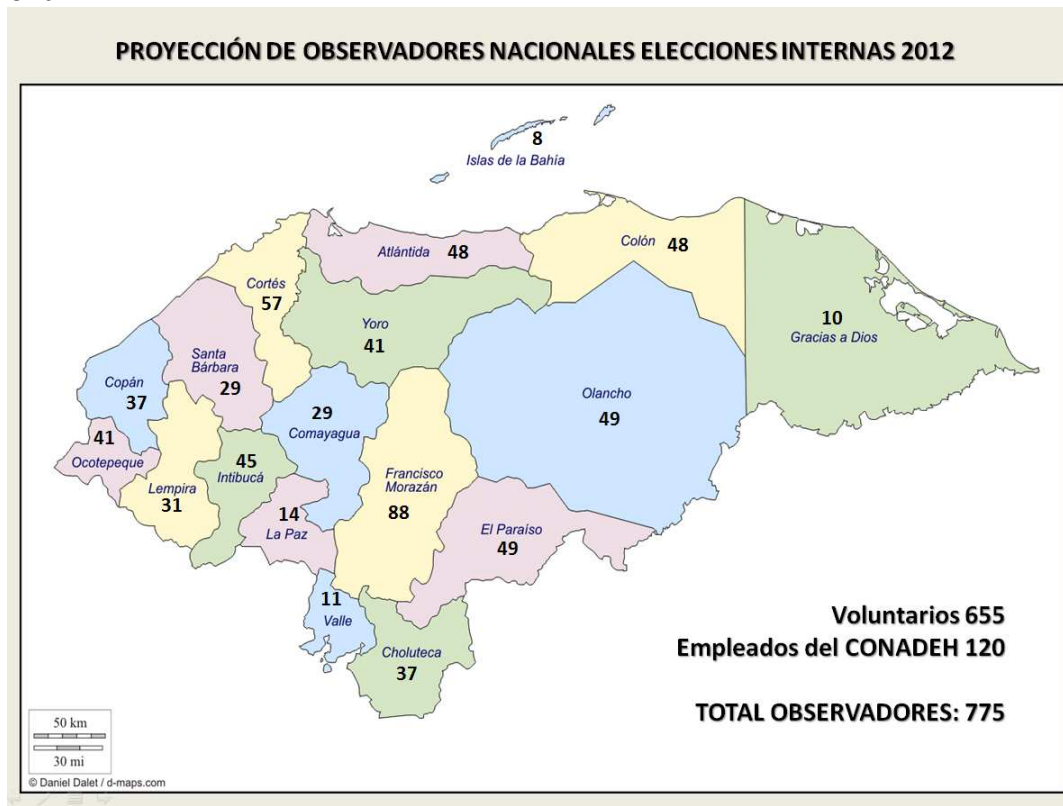 PROYECCIÓN DE OBSERVADORES NACIONALES ELECCIONES INTERNAS 2012
8
Islas de la Bahía
Atlántida 48
Colón 48
Cortés
57
Yoro
41
10
Gracias a Dios
Santa
Bárbara
29
Copán
37
Olancho
49
29
Comayagua
41
Ocotepeque
45
Intibucá
Lempira
31
Francisco
Morazán
88
14
La Paz
El Paraíso
49
11
Valle
Choluteca
37
Voluntarios 655
Empleados del CONADEH 120
TOTAL OBSERVADORES: 775
50 km
30 mi
© Daniel Dalet / d-maps.com